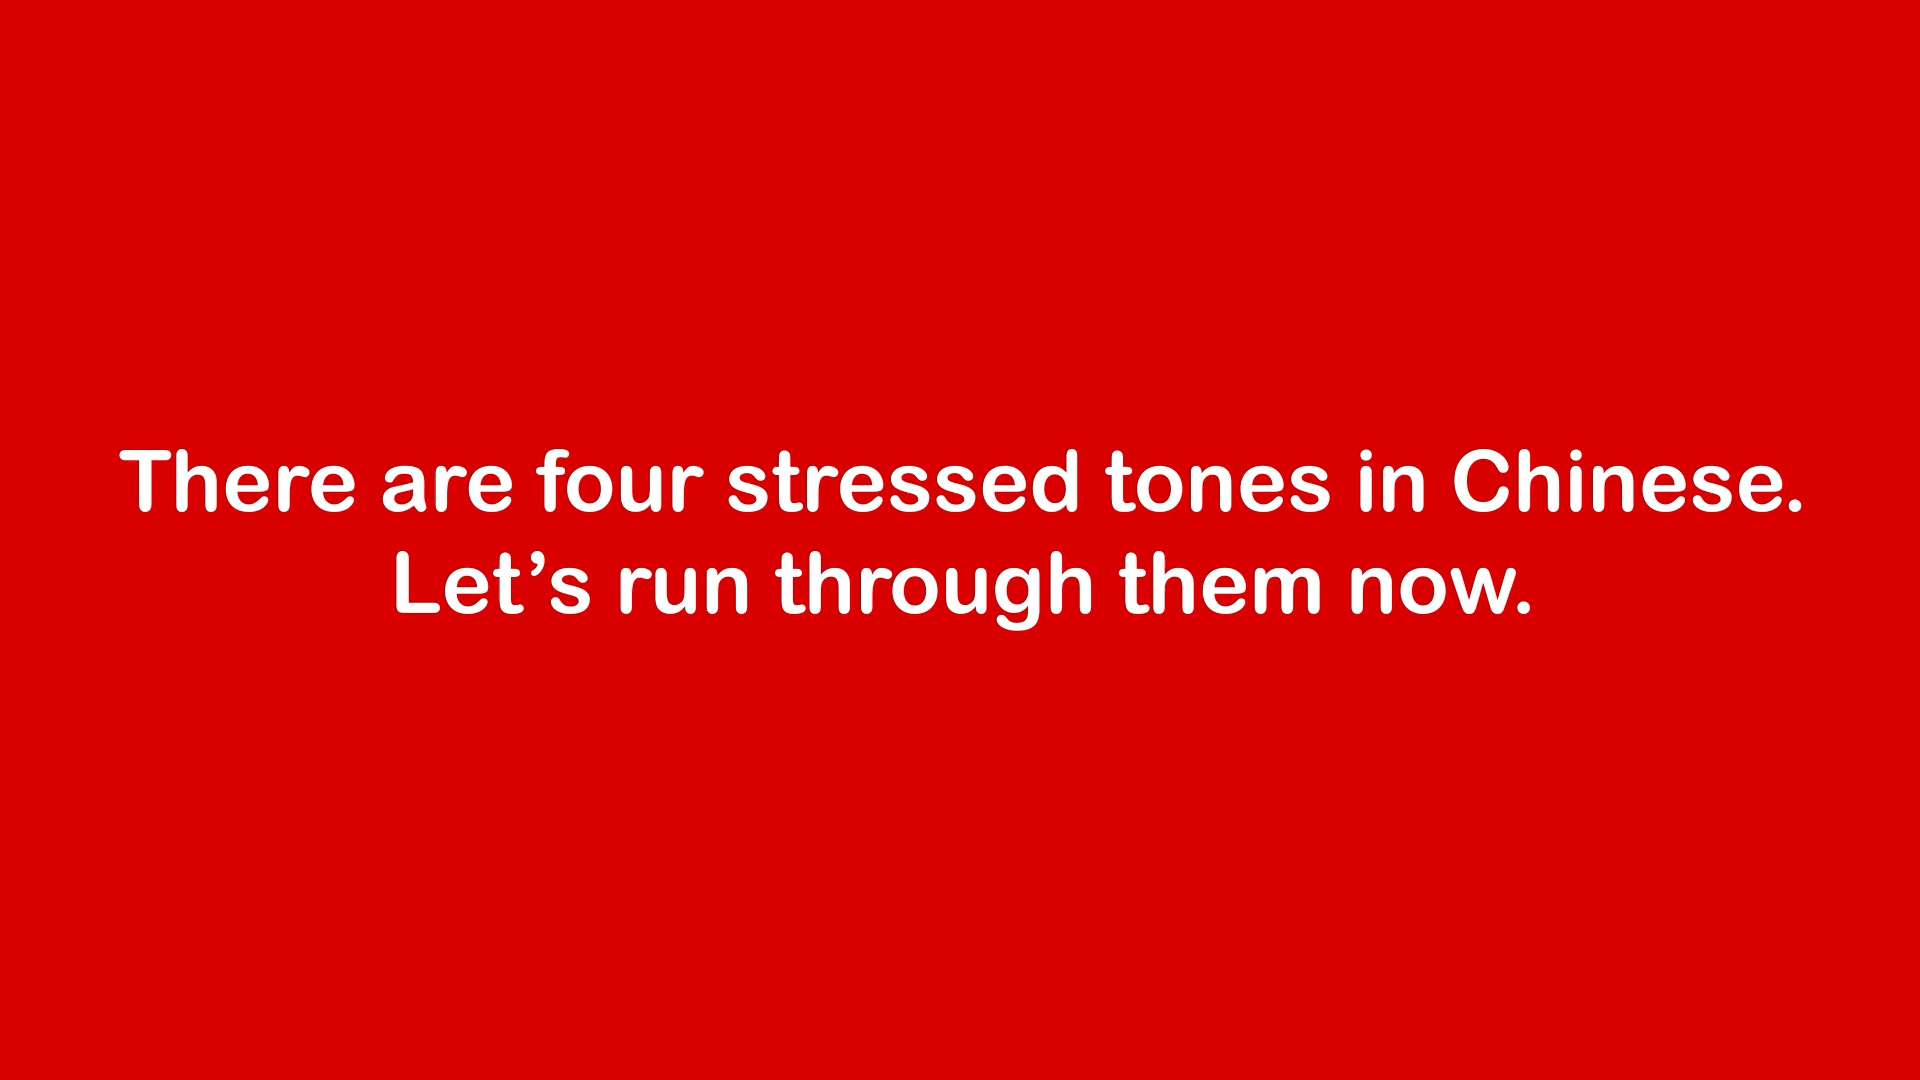 There are four stressed tones in Chinese.
Let’s run through them now.